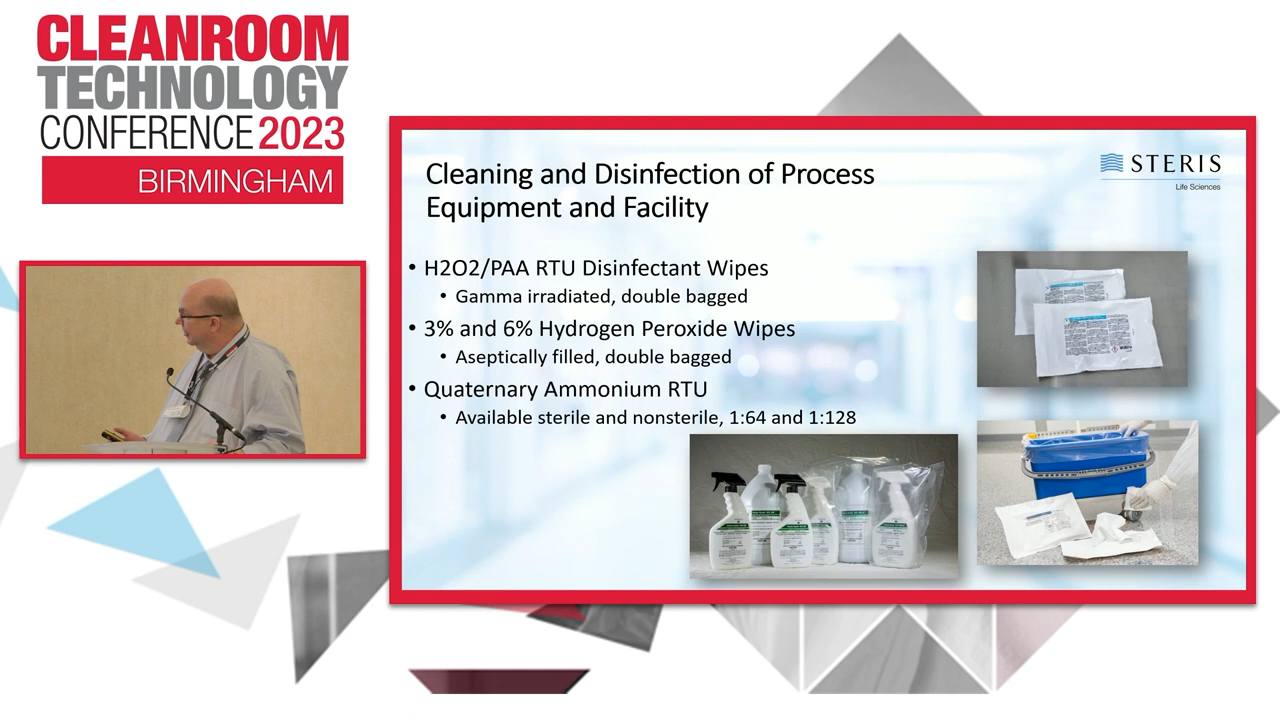 CLEANROOM
TECHNOLOGY
CONFERENCE 2023
BIRMINGHAM
Cleaning and Disinfection of Process
Equipment and Facility
STERIS
Life Sciences
• H2O2/PAA RTU Disinfectant Wipes
• Gamma irradiated, double bagged
• 3% and 6% Hydrogen Peroxide Wipes
• Aseptically filled, double bagged
• Quaternary Ammonium RTU
• Available sterile and nonsterile, 1:64 and 1:128